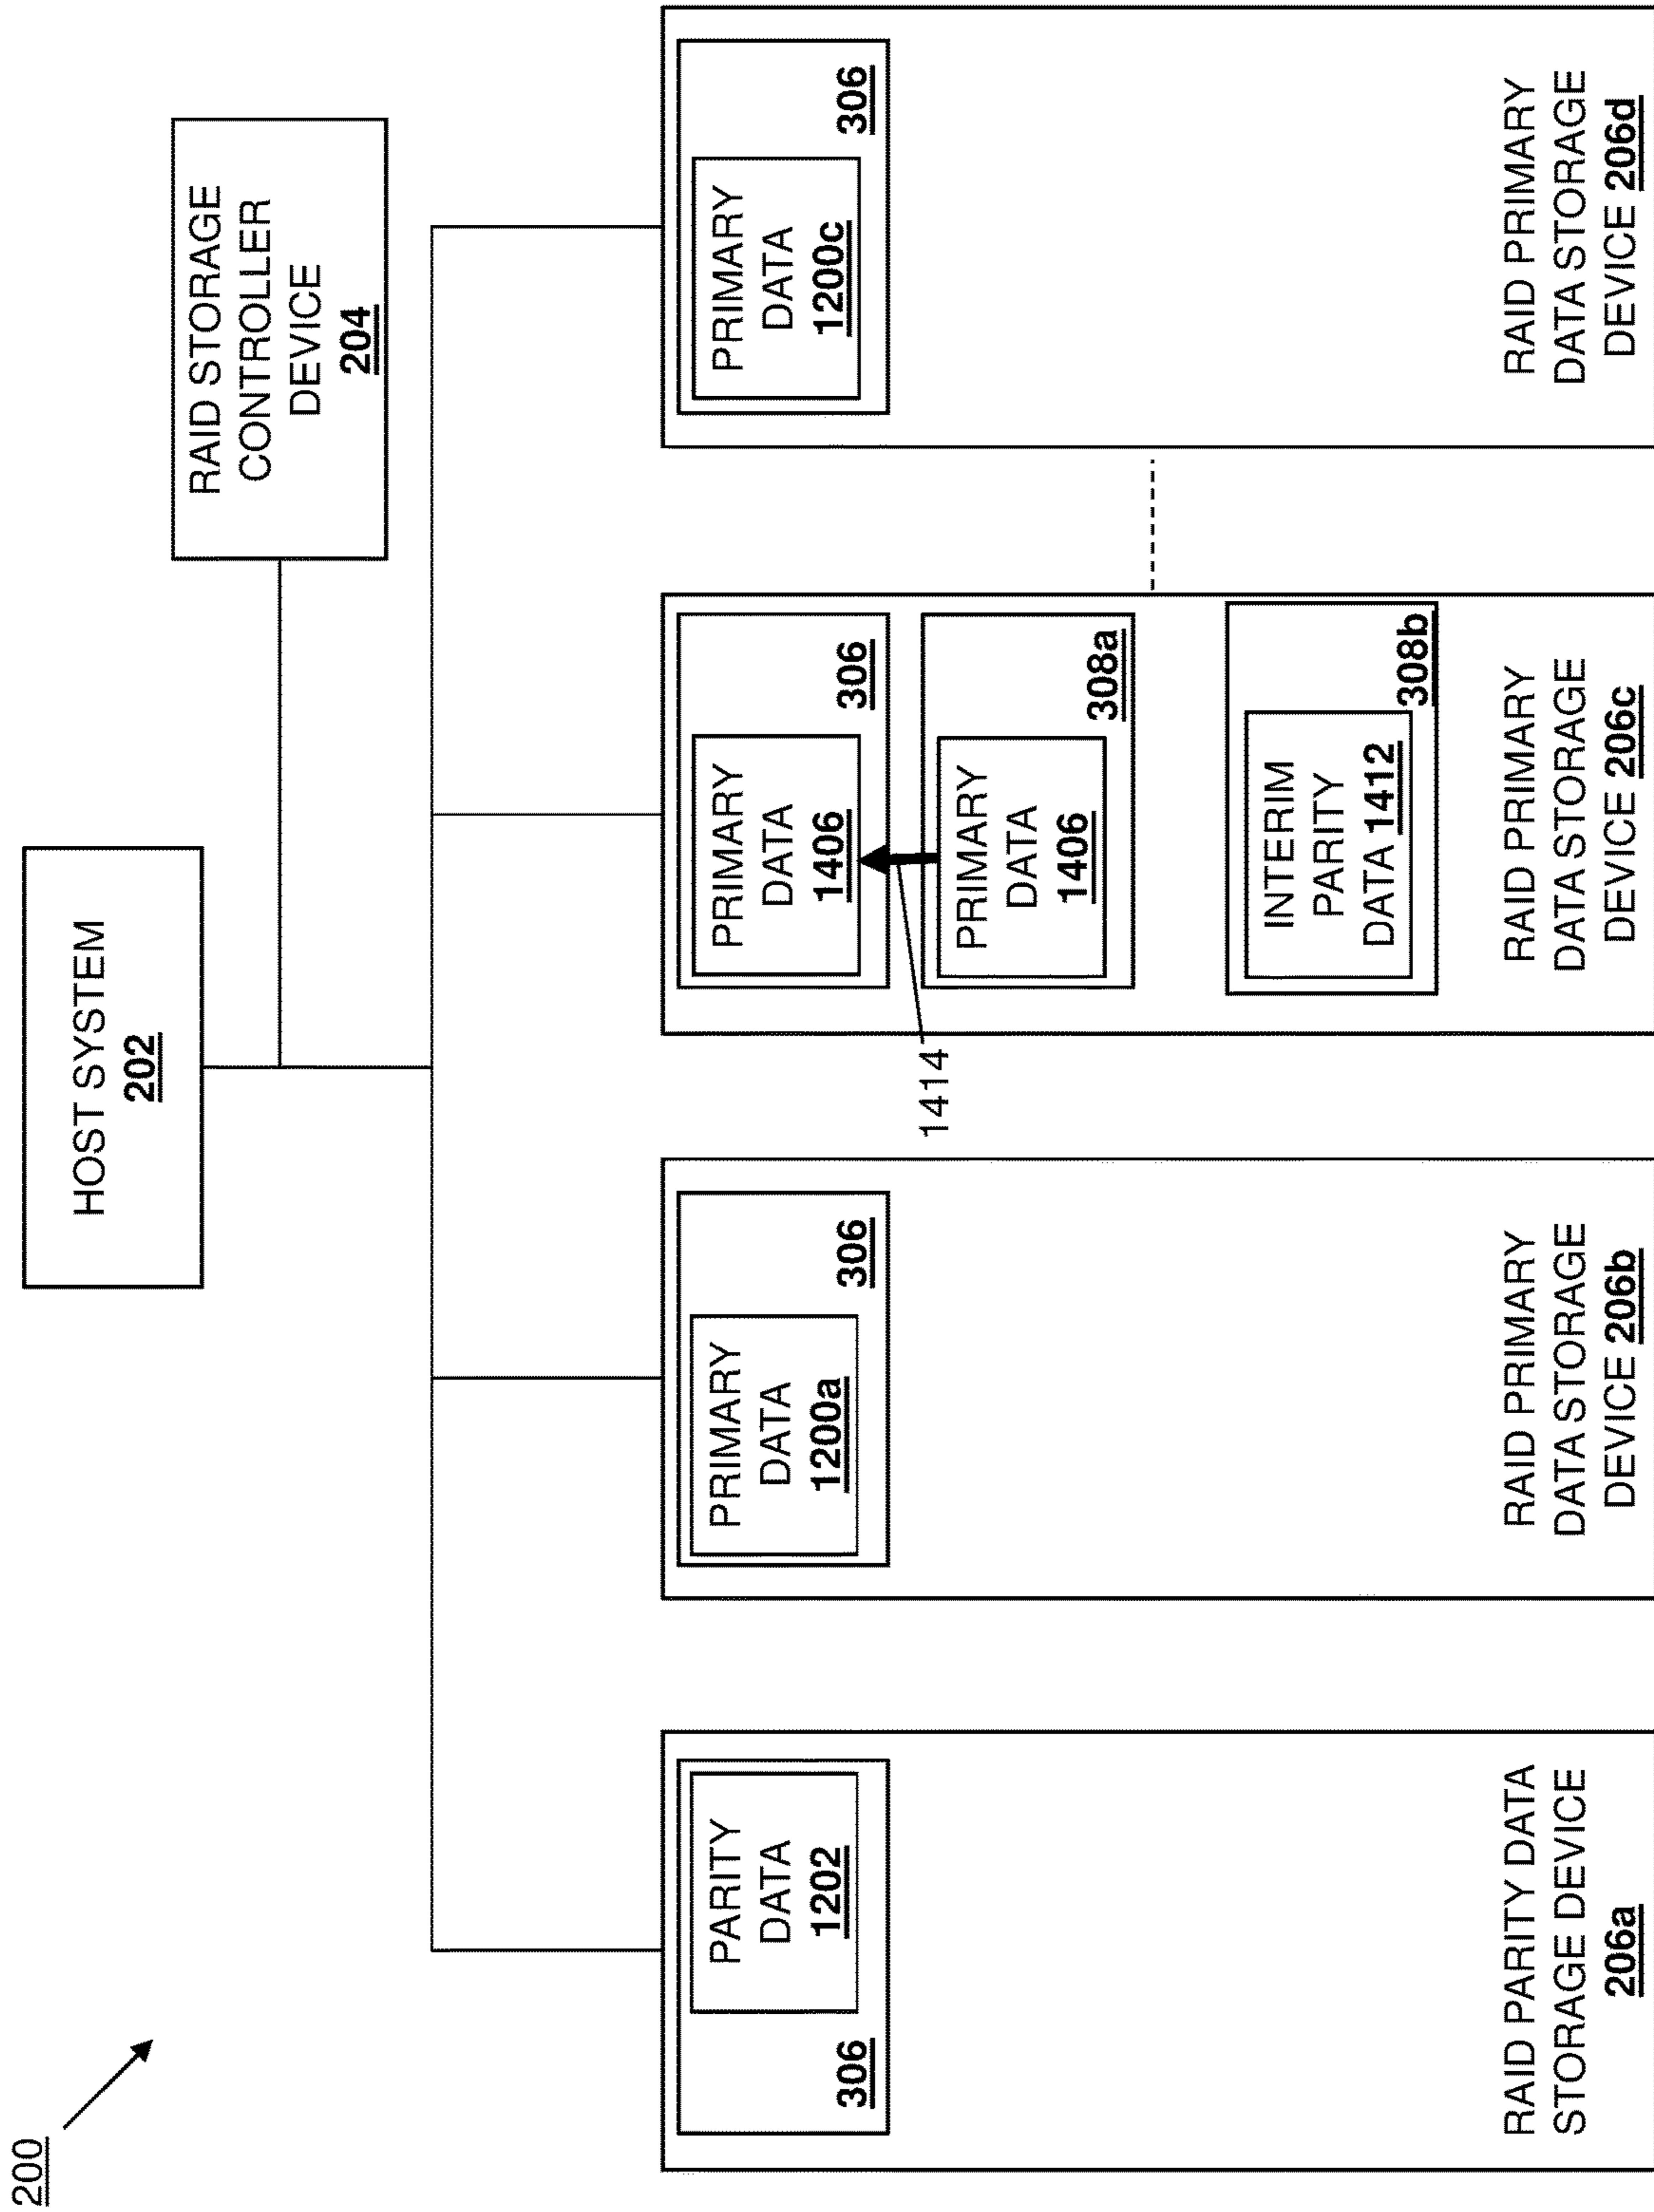 200
HOST SYSTEM
202
RAID STORAGE
CONTROLLER
DEVICE
204
306
PARITY
DATA
1202
RAID PARITY DATA
STORAGE DEVICE
206a
PRIMARY
DATA
1200a
306
RAID PRIMARY
DATA STORAGE
DEVICE 206b
1414
PRIMARY
DATA
1406
306
PRIMARY
DATA
1406
308a
INTERIM
PARITY
DATA 1412
308b
RAID PRIMARY
DATA STORAGE
DEVICE 206c
PRIMARY
DATA
1200c
306
RAID PRIMARY
DATA STORAGE
DEVICE 206d